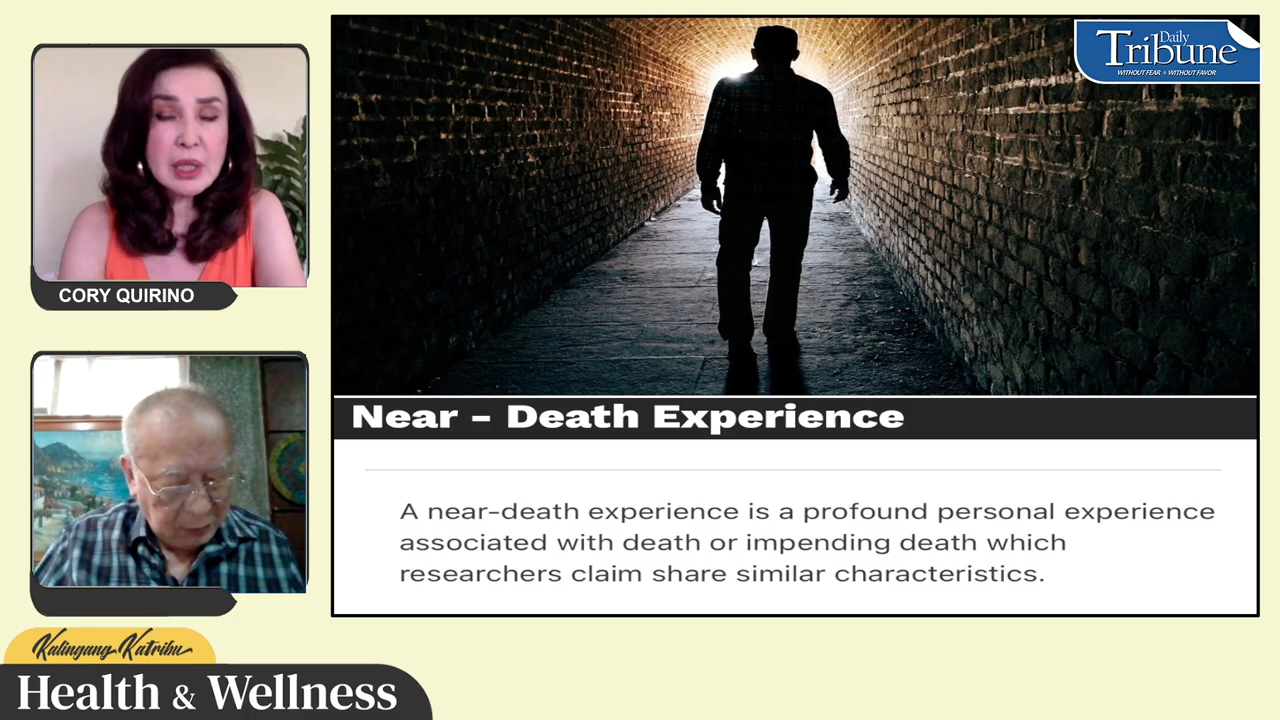 Daily
Tribune
WITHOUT FEAR + WITHOUT FAVOR
CORY QUIRINO
Near – Death Experience
A near-death experience is a profound personal experience
associated with death or impending death which
researchers claim share similar characteristics.
Kalingang Katribu
Health & Wellness